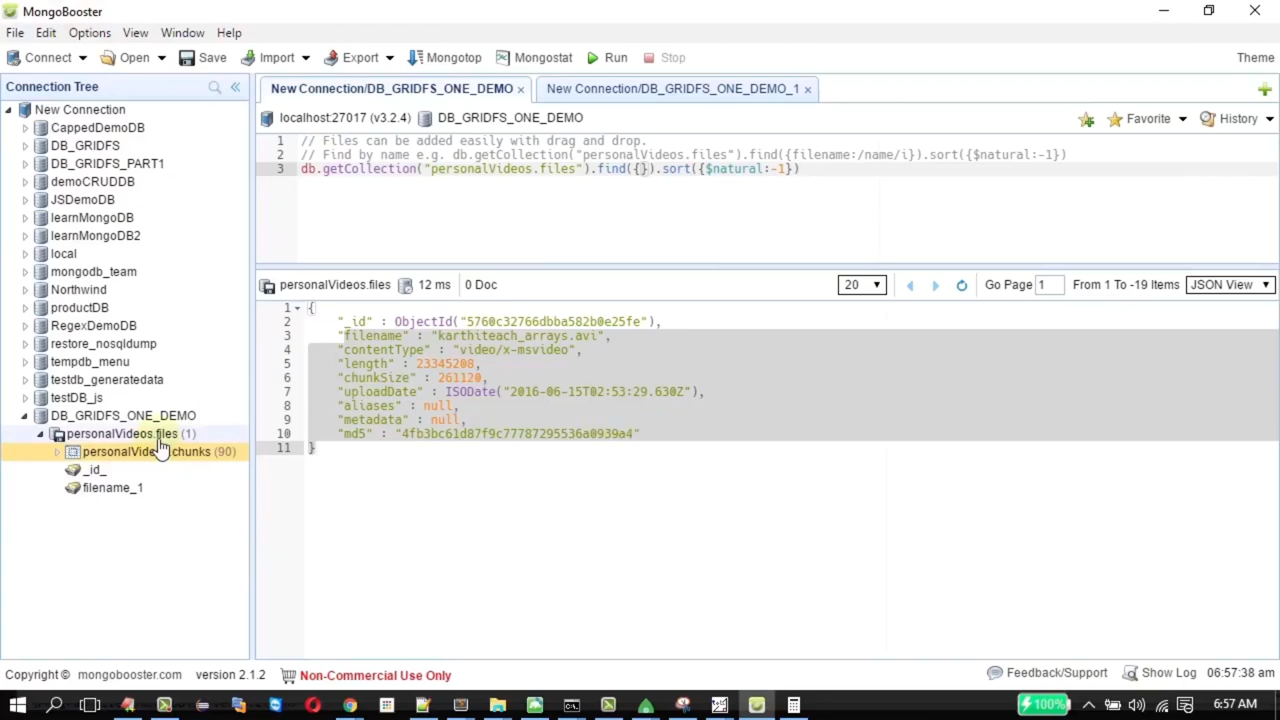 MongoBooster
File Edit Options View Window Help
Connect Open Save Import Export Mongotop Mongostat Run Stop Theme
Connection Tree
New Connection/DB_GRIDFS_ONE_DEMO × New Connection/DB_GRIDFS_ONE_DEMO_1 ×
New Connection
CappedDemoDB
DB_GRIDFS
DB_GRIDFS_PART1
demoCRUDDB
JSDemoDB
learnMongoDB
learnMongoDB2
local
mongodb_team
Northwind
productDB
RegexDemoDB
restore_nosqldump
tempdb_menu
testdb_generatedata
testDB_js
DB_GRIDFS_ONE_DEMO
personalVideos.files (1)
chunks (90)
_id_
filename_1
localhost:27017 (v3.2.4) DB_GRIDFS_ONE_DEMO Favorite History
1 // Files can be added easily with drag and drop.
2 // Find by name e.g. db.getCollection("personalVideos.files").find({filename:/name/i}).sort({$natural:-1})
3 db.getCollection("personalVideos.files").find({}).sort({$natural:-1})
personalVideos.files 12 ms 0 Doc 20 Go Page 1 From 1 To -19 Items JSON View
1 {
2 "_id" : ObjectId("5760c32766dbba582b0e25fe"),
3 "filename" : "karthiteach_arrays.avi",
4 "contentType" : "video/x-msvideo",
5 "length" : 23345208,
6 "chunkSize" : 261120,
7 "uploadDate" : ISODate("2016-06-15T02:53:29.630Z"),
8 "aliases" : null,
9 "metadata" : null,
10 "md5" : "4fb3bc61d87f9c77787295536a0939a4"
11 }
Copyright © mongobooster.com version 2.1.2 Non-Commercial Use Only Feedback/Support Show Log 06:57:38 am
100% 6:57 AM